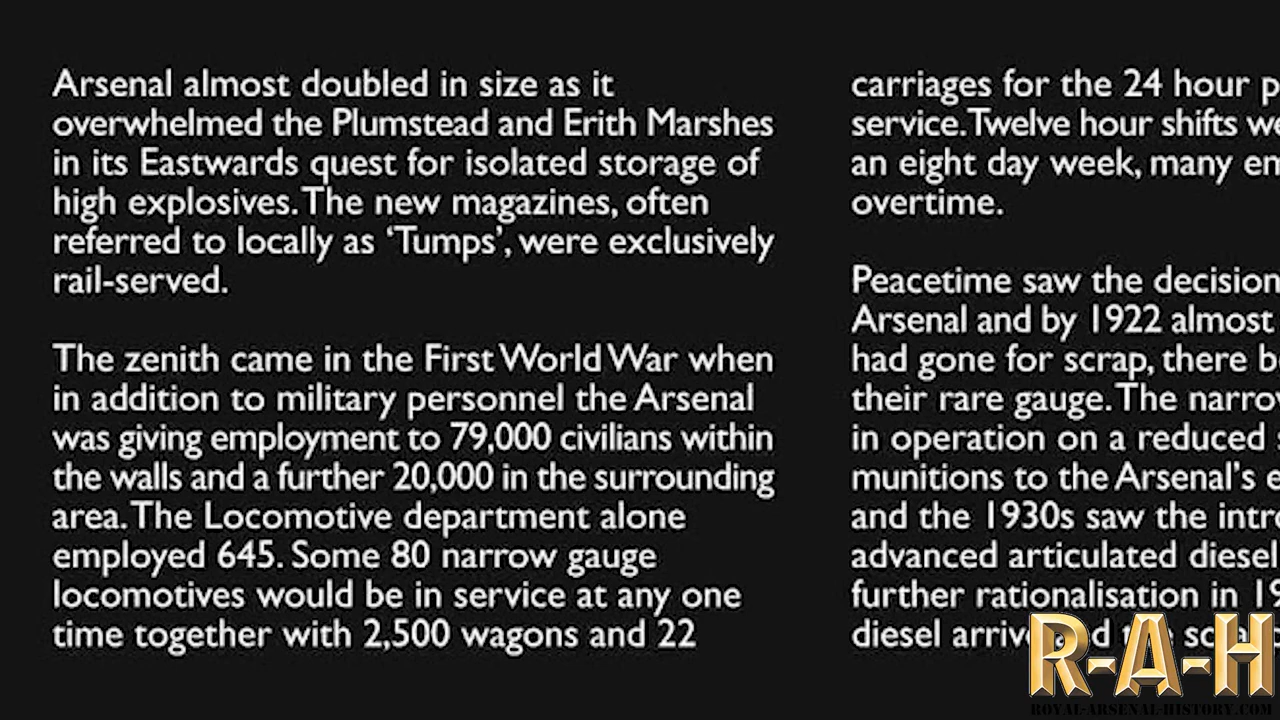 Arsenal almost doubled in size as it
overwhelmed the Plumstead and Erith Marshes
in its Eastwards quest for isolated storage of
high explosives. The new magazines, often
referred to locally as ‘Tumps’, were exclusively
rail-served.
The zenith came in the First World War when
in addition to military personnel the Arsenal
was giving employment to 79,000 civilians within
the walls and a further 20,000 in the surrounding
area. The Locomotive department alone
employed 645. Some 80 narrow gauge
locomotives would be in service at any one
time together with 2,500 wagons and 22
carriages for the 24 hour
service. Twelve hour shifts
an eight day week, many
overtime.
Peacetime saw the decision
Arsenal and by 1922 almost
had gone for scrap, there
their rare gauge. The
in operation on a reduced
munitions to the Arsenal’s
and the 1930s saw the
advanced articulated diesel
further rationalisation in
diesel
R-A-H
ROYAL-ARSENAL-HISTORY.COM